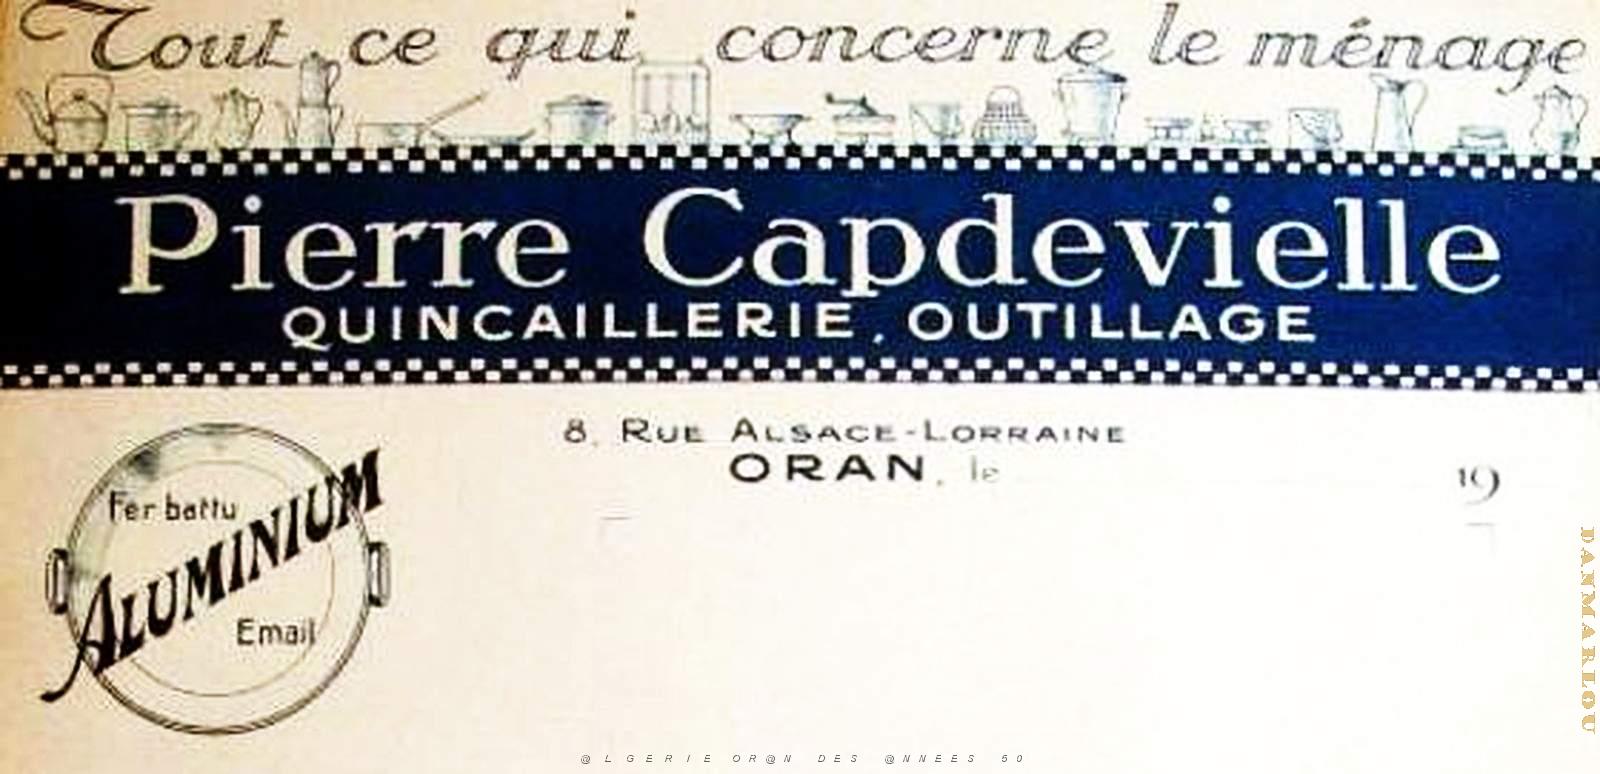 Tout ce qui concerne le ménage
Pierre Capdevielle
QUINCAILLERIE, OUTILLAGE
8, RUE ALSACE-LORRAINE
ORAN, le 19
Fer battu
ALUMINIUM
Email
DANMARLOU
@LGERIE OR@N DES @NNEES 50